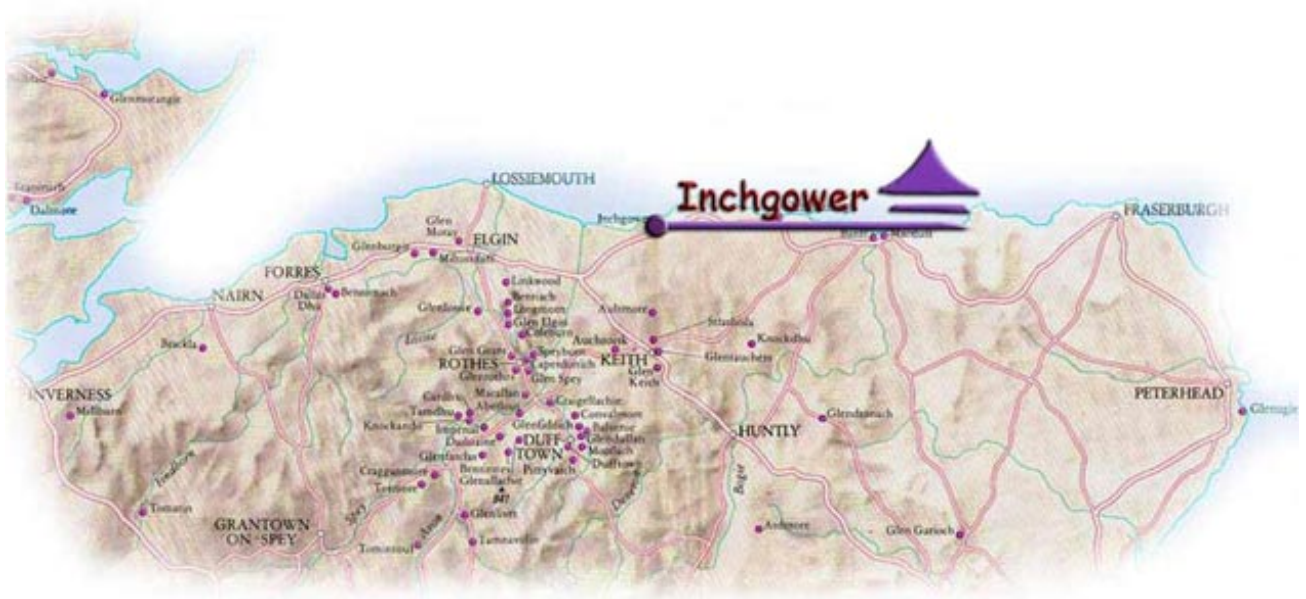 Glenmorangie
Dalmore
LOSSIEMOUTH
Inchgower
FRASERBURGH
Glen
Moray
ELGIN
Glenburgie
Miltonduff
FORRES
Dallas
Dhu
Benromach
NAIRN
Linkwood
Benriach
Longmorn
Glen Elgin
Coleburn
Glenlossie
Lossie
Aultmore
Strathisla
Knockdhu
Auchroisk
KEITH
Glentauchers
Glen
Keith
Brackla
Glen Grant
Speyburn
ROTHES
Caperdonich
Glenrothes
Glen Spey
PETERHEAD
Glenugie
INVERNESS
Millburn
Macallan
Craigellachie
Cardhu
Tamdhu
Aberlour
Convalmore
Glendronach
Knockando
Imperial
Glenfiddich
Balvenie
HUNTLY
Dailuaine
DUFF
TOWN
Glendullan
Mortlach
Glenfarclas
Dufftown
Pittyvaich
Benrinnes
Glenallachie
Cragganmore
Tormore
841
Findhorn
Spey
Avon
Deveron
Bogie
Tomatin
GRANTOWN
ON-SPEY
Glenlivet
Tomintoul
Tamnavulin
Ardmore
Glen Garioch